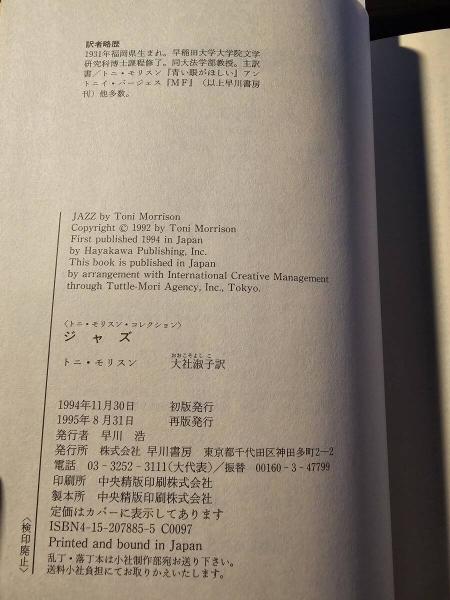 訳者略歴
1931年福岡県生まれ。早稲田大学大学院文学
研究科博士課程修了。同大法学部教授。主訳
書／トニ・モリスン『青い眼がほしい』アン
トニイ・バージェス『MF』（以上早川書房
刊）他多数。
JAZZ by Toni Morrison
Copyright © 1992 by Toni Morrison
First published 1994 in Japan
by Hayakawa Publishing, Inc.
This book is published in Japan
by arrangement with International Creative Management
through Tuttle-Mori Agency, Inc., Tokyo.
〈トニ・モリスン・コレクション〉
ジャズ
おおこそよしこ
トニ・モリスン 大社淑子訳
1994年11月30日 初版発行
1995年8月31日 再版発行
発行者 早川 浩
発行所 株式会社 早川書房 東京都千代田区神田多町2－2
電話 03-3252-3111(大代表)／振替 00160-3-47799
印刷所 中央精版印刷株式会社
製本所 中央精版印刷株式会社
定価はカバーに表示してあります
ISBN4-15-207885-5 C0097
Printed and bound in Japan
乱丁・落丁本は小社制作部宛お送り下さい。
送料小社負担にてお取りかえいたします。
〈検印廃止〉